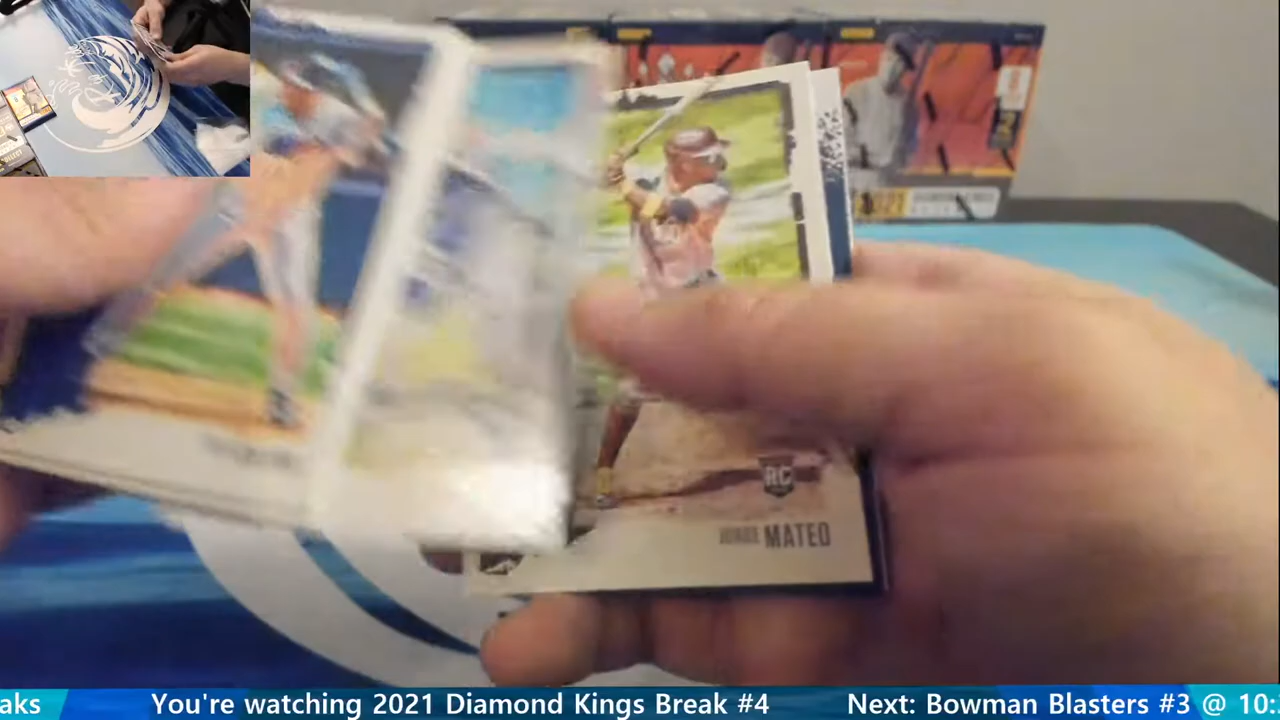 RC
JORGE MATEO
aks You're watching 2021 Diamond Kings Break #4 Next: Bowman Blasters #3 @ 10: